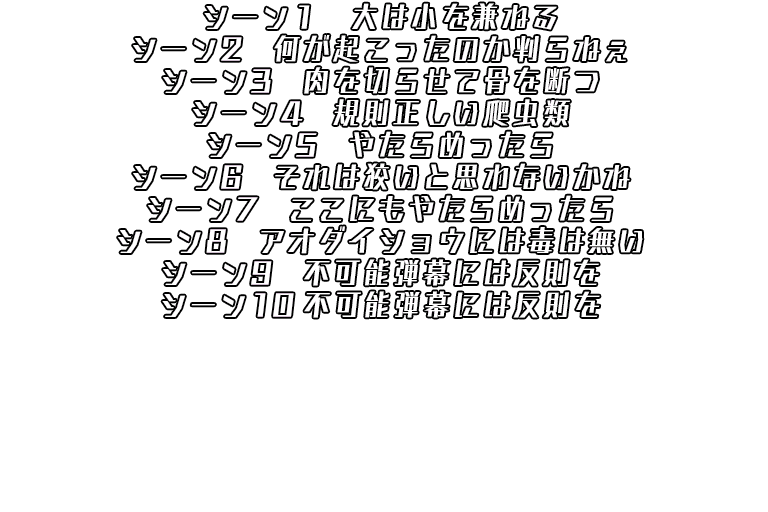 シーン1　大は小を兼ねる
シーン2　何が起こったのか判らねぇ
シーン3　肉を切らせて骨を断つ
シーン4　規則正しい爬虫類
シーン5　やたらめったら
シーン6　それは狡いと思わないかね
シーン7　ここにもやたらめったら
シーン8　アオダイショウには毒は無い
シーン9　不可能弾幕には反則を
シーン10 不可能弾幕には反則を